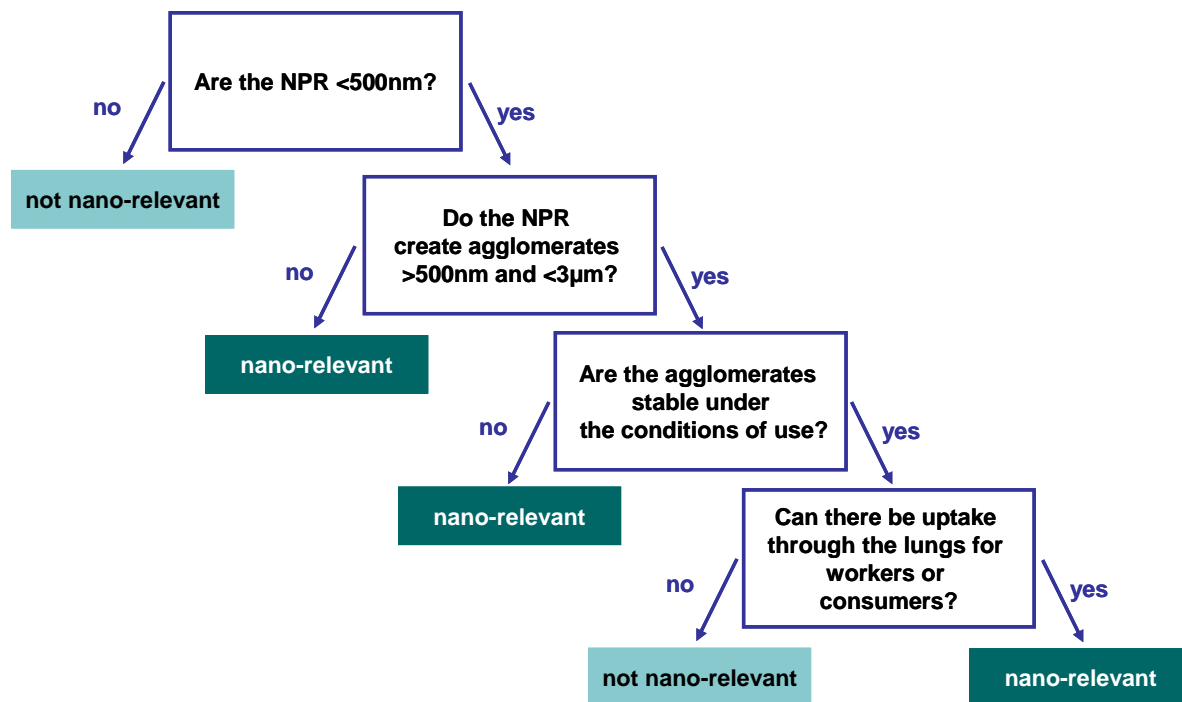 Are the NPR <500nm?
no
yes
not nano-relevant
Do the NPR
create agglomerates
>500nm and <3µm?
no
yes
nano-relevant
Are the agglomerates
stable under
the conditions of use?
no
yes
nano-relevant
Can there be uptake
through the lungs for
workers or
consumers?
no
yes
not nano-relevant
nano-relevant